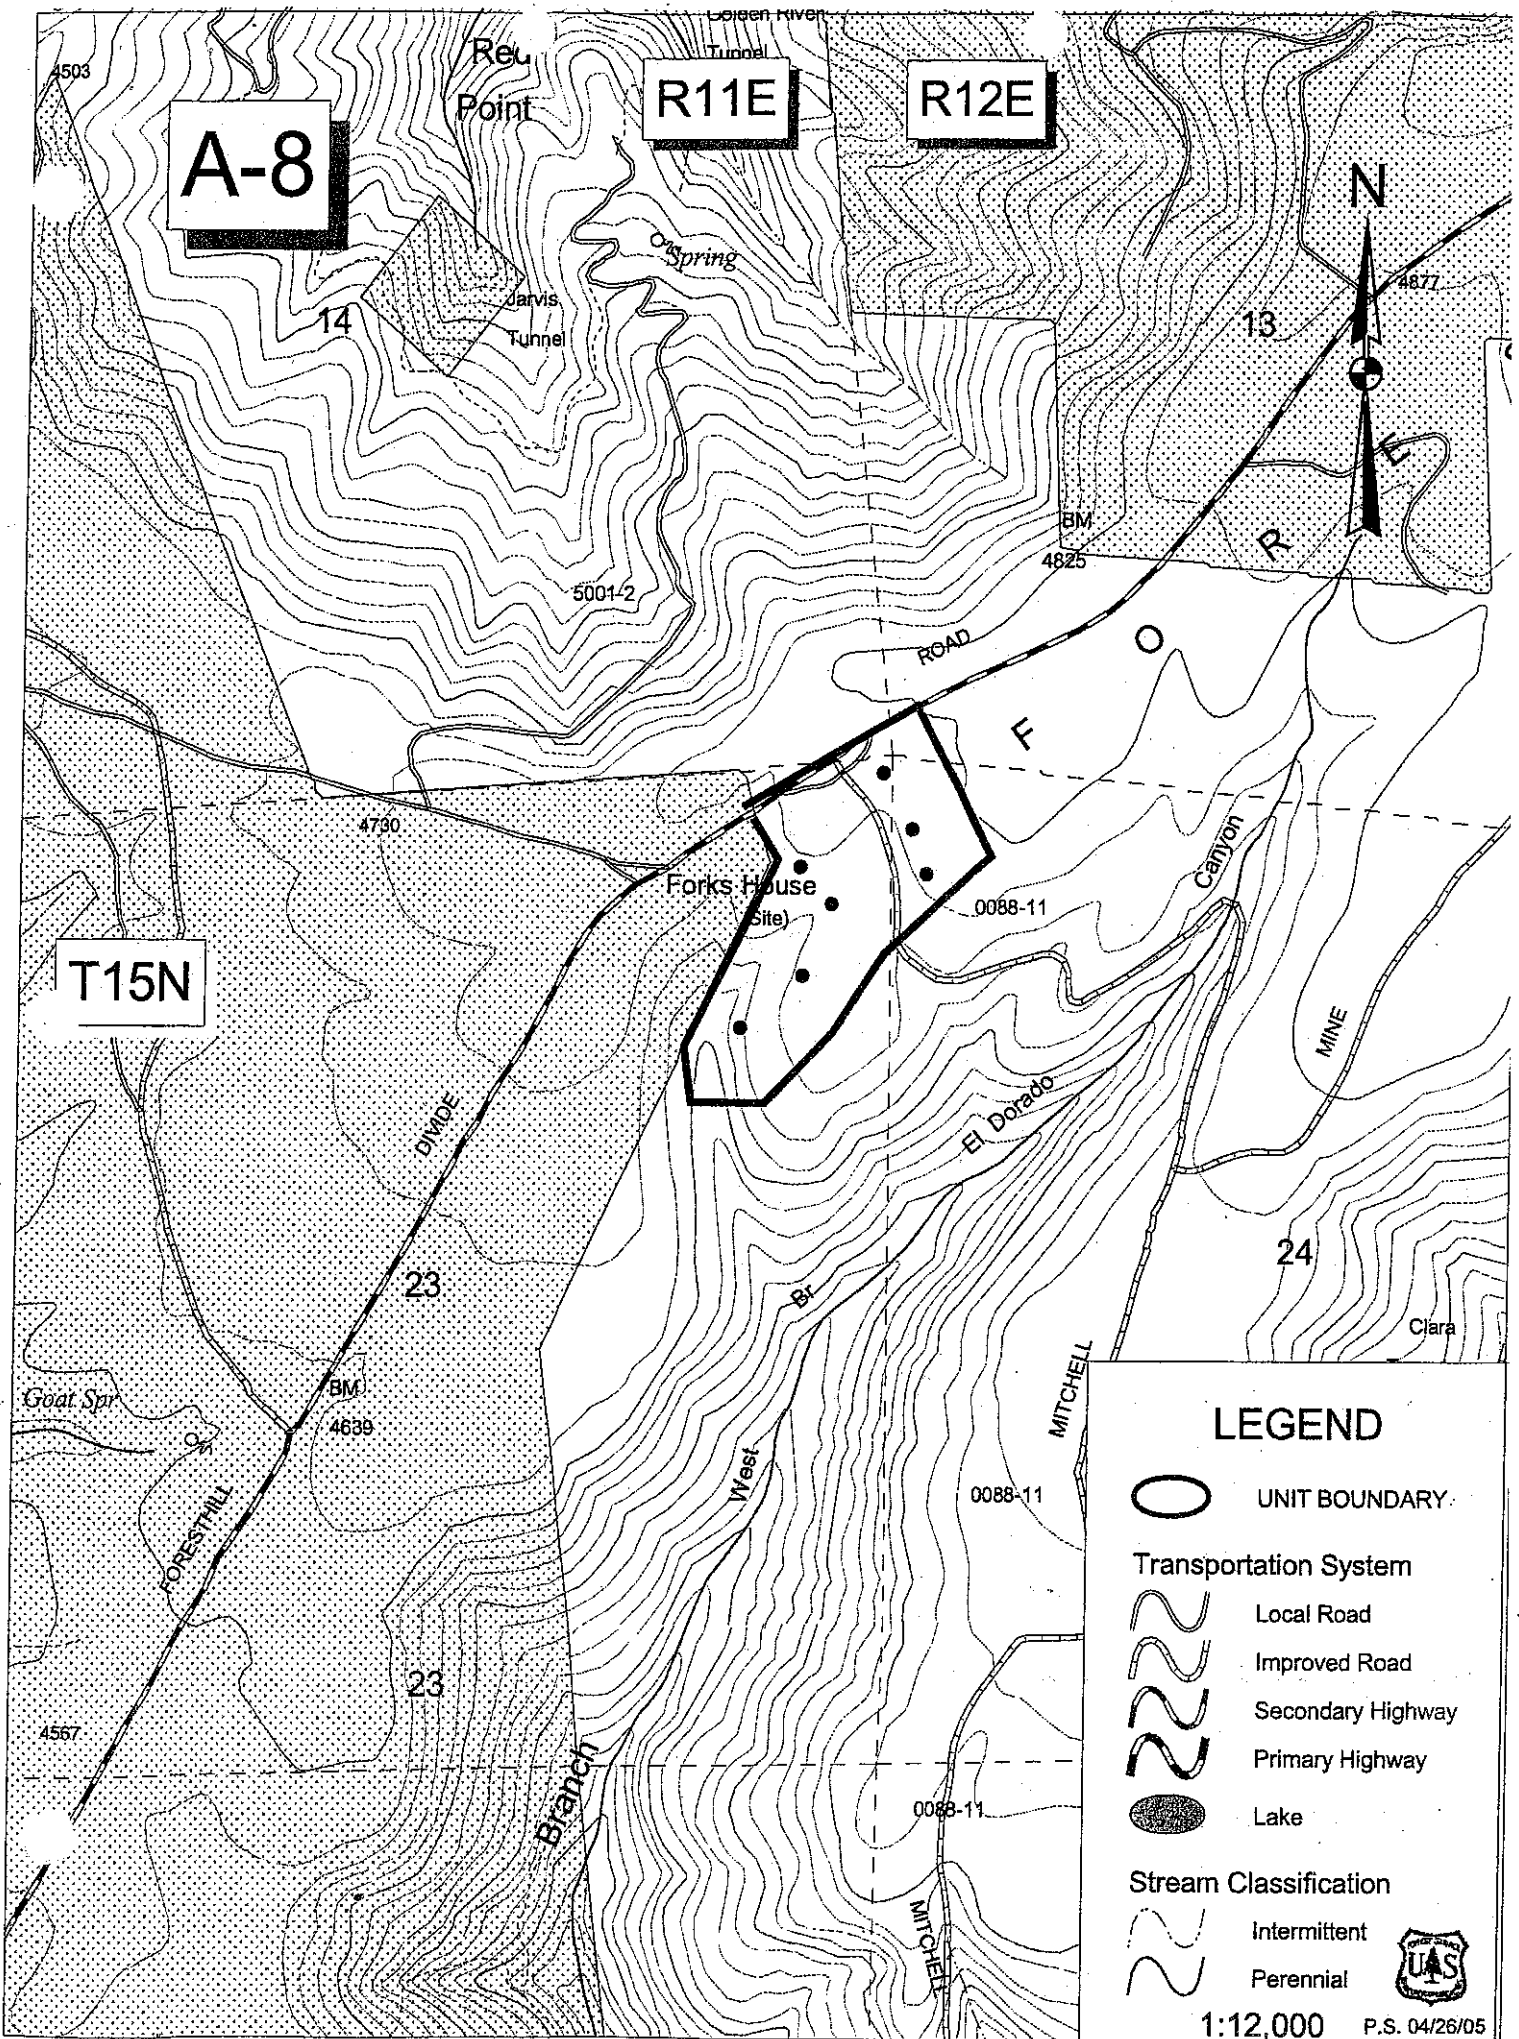 Tunnel
4503
Point
R11E
R12E
A-8
N
Spring
4877
Jarvis
14
13
Tunnel
E
BM
R
4825
5001-2
ROAD
O
F
4730
Canyon
Forks House
(Site)
0088-11
T15N
MINE
DIVIDE
El Dorado
24
23
Br
Clara
MITCHELL
BM
Goat Spr
4639
LEGEND
West
0088-11
UNIT BOUNDARY
FORESTHILL
Transportation System
Local Road
Improved Road
23
Secondary Highway
4567
Primary Highway
Branch
0088-11
Lake
Stream Classification
MITCHELL
Intermittent
UAS
Perennial
1:12,000 P.S. 04/26/05